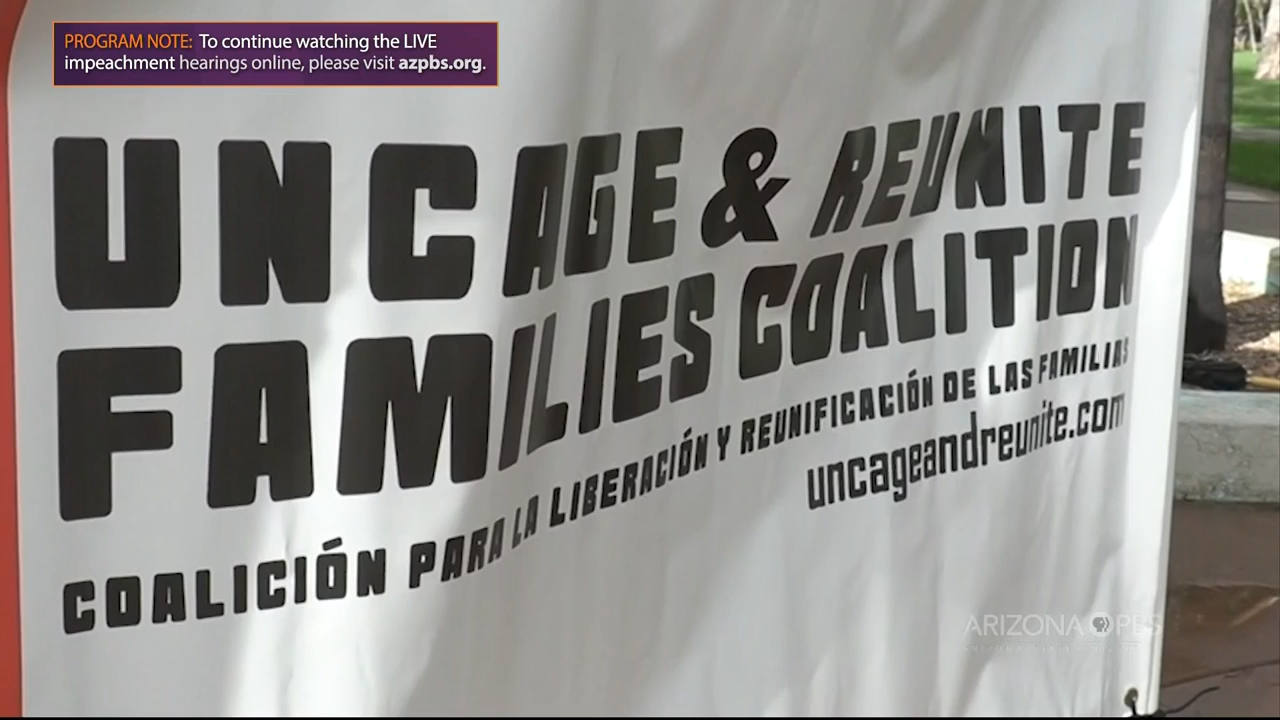 PROGRAM NOTE: To continue watching the LIVE
impeachment hearings online, please visit azpbs.org.
UNCAGE & REUNITE
FAMILIES COALITION
COALICIÓN PARA LA LIBERACIÓN Y REUNIFICACIÓN DE LAS FAMILIAS
uncageandreunite.com
ARIZONA PBS